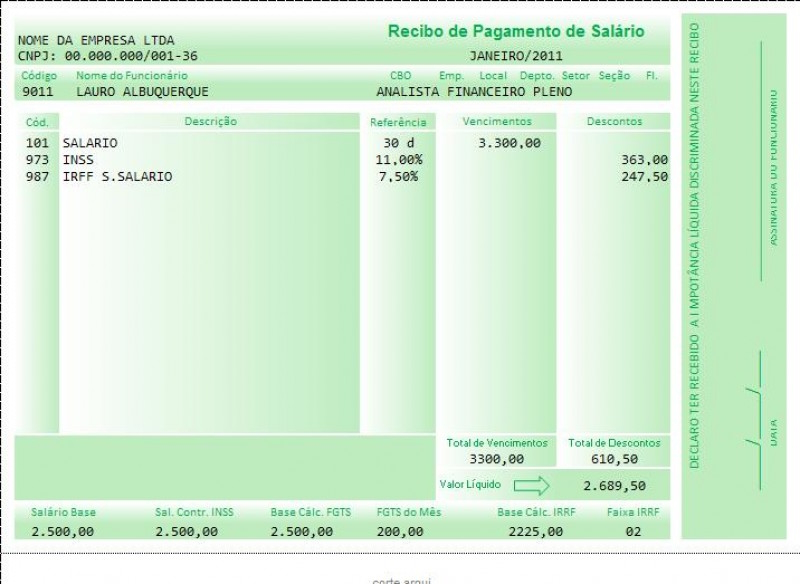 Recibo de Pagamento de Salário
NOME DA EMPRESA LTDA
CNPJ: 00.000.000/001-36 JANEIRO/2011
Código Nome do Funcionário CBO Emp. Local Depto. Setor Seção Fl.
9011 LAURO ALBUQUERQUE ANALISTA FINANCEIRO PLENO
Cód. Descrição Referência Vencimentos Descontos
101 SALARIO 30 d 3.300,00
973 INSS 11,00% 363,00
987 IRFF S.SALARIO 7,50% 247,50
Total de Vencimentos Total de Descontos
3300,00 610,50
Valor Líquido 2.689,50
Salário Base Sal. Contr. INSS Base Cálc. FGTS FGTS do Mês Base Cálc. IRRF Faixa IRRF
2.500,00 2.500,00 2.500,00 200,00 2225,00 02
DECLARO TER RECEBIDO A I MPOTÂNCIA LÍQUIDA DISCRIMINADA NESTE RECIBO
ASSINATURA DO FUNCIONÁRIO
DATA
corte arqui